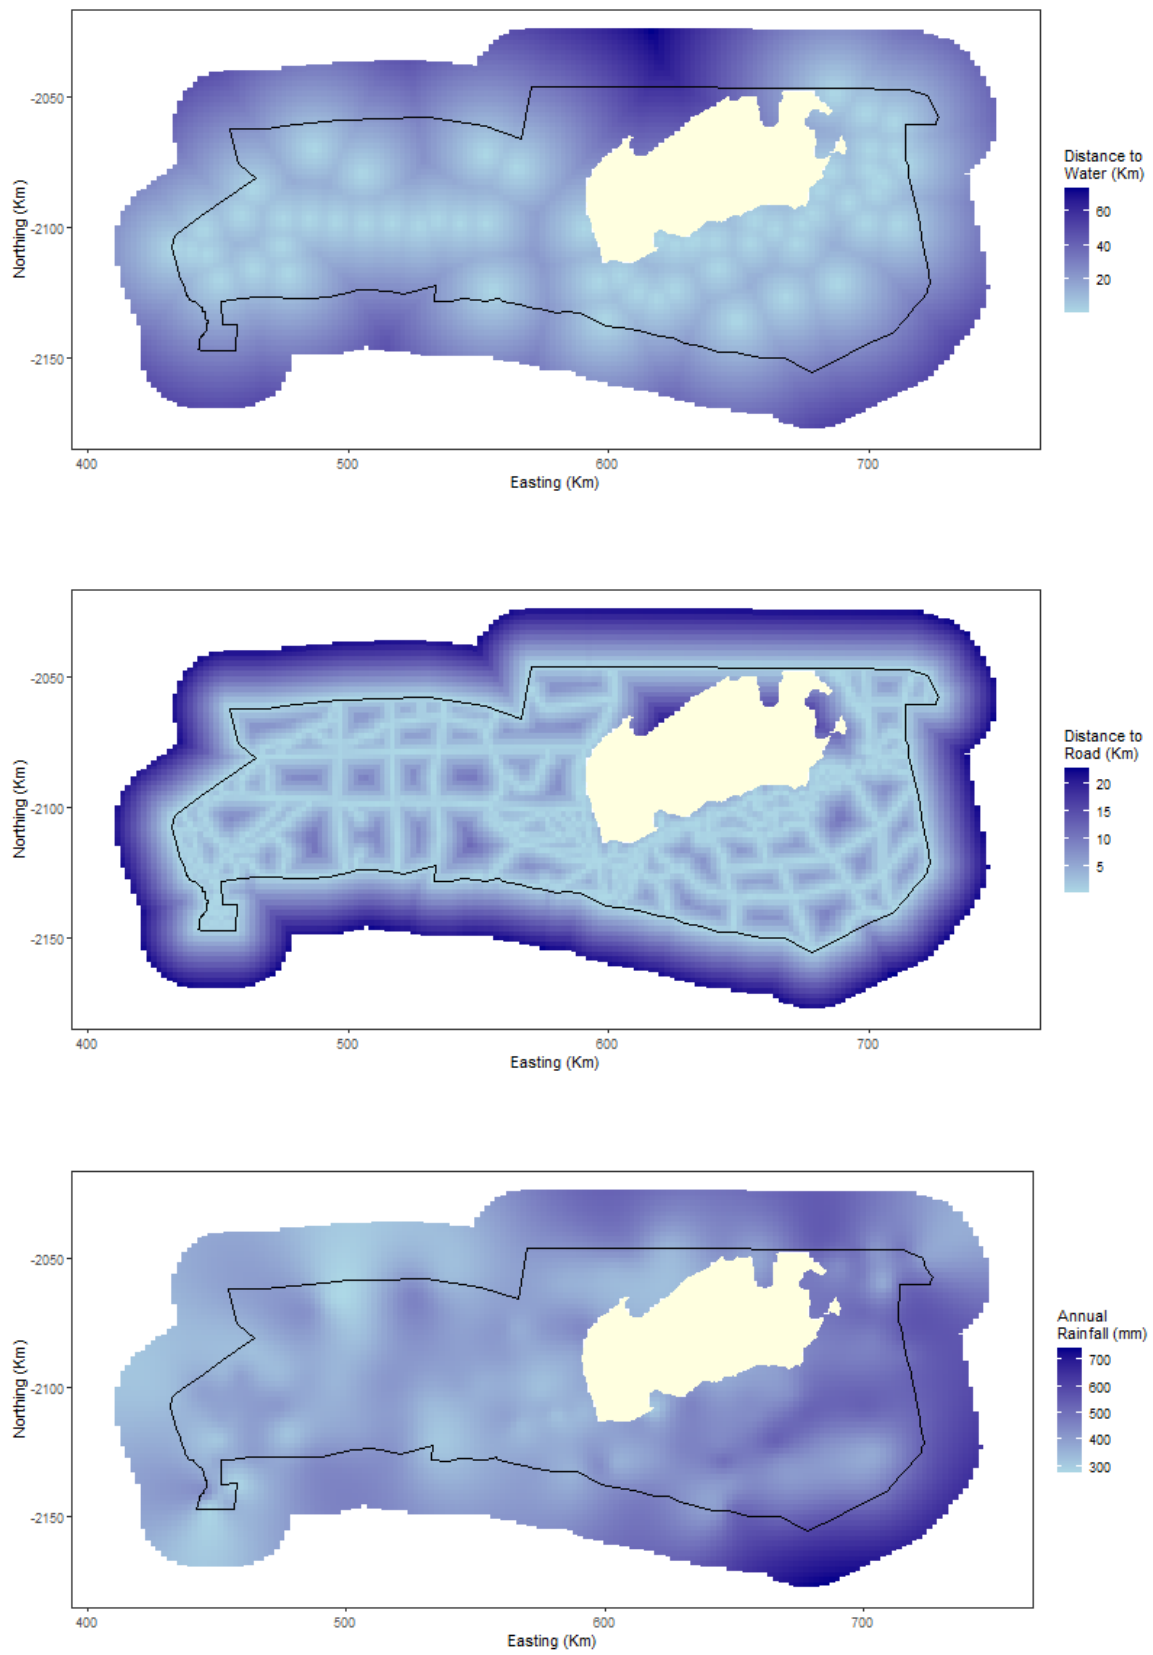 -2050
-2100
-2150
Northing (Km)
400
500
600
700
Easting (Km)
Distance to
Water (Km)
60
40
20
-2050
-2100
-2150
Northing (Km)
400
500
600
700
Easting (Km)
Distance to
Road (Km)
20
15
10
5
-2050
-2100
-2150
Northing (Km)
400
500
600
700
Easting (Km)
Annual
Rainfall (mm)
700
600
500
400
300